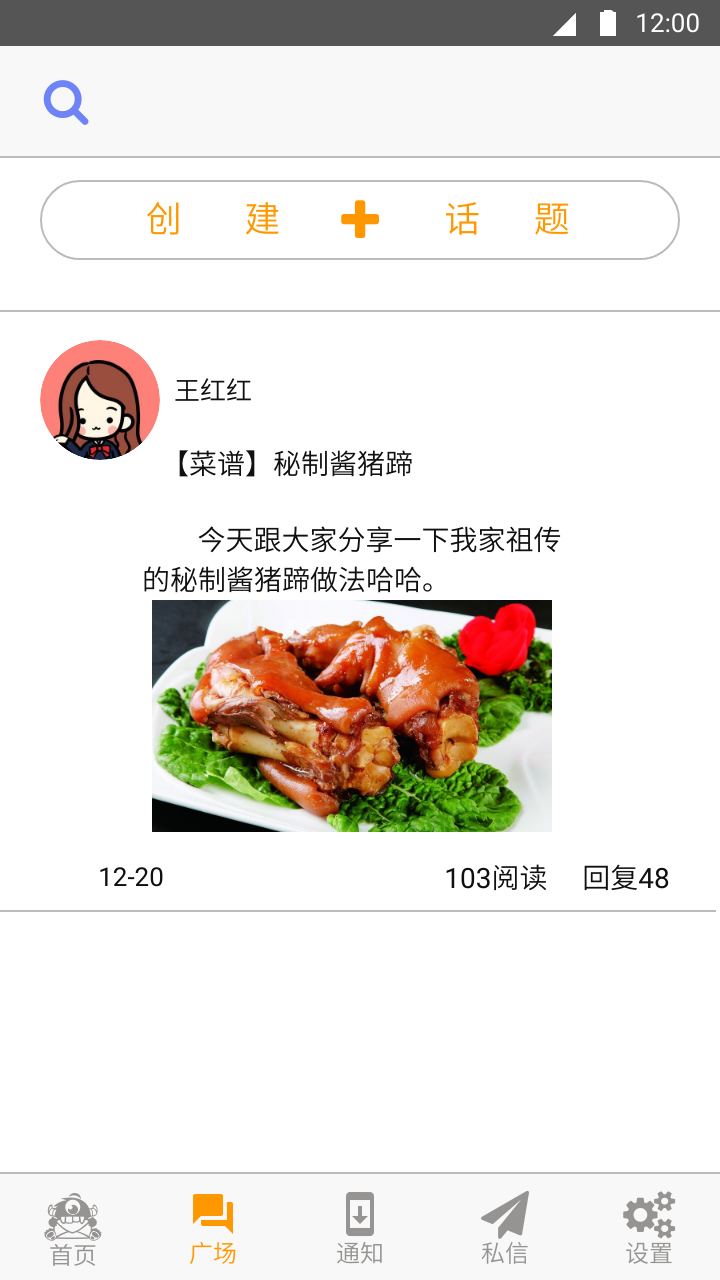 12:00
创 建 话 题
王红红
【菜谱】秘制酱猪蹄
今天跟大家分享一下我家祖传
的秘制酱猪蹄做法哈哈。
12-20 103阅读 回复48
首页 广场 通知 私信 设置